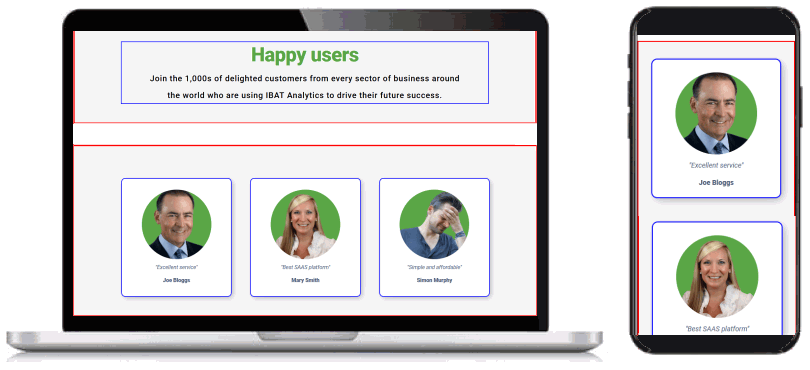 Happy users
Join the 1,000s of delighted customers from every sector of business around
the world who are using IBAT Analytics to drive their future success.
"Excellent service"
Joe Bloggs
"Best SAAS platform"
Mary Smith
"Simple and affordable"
Simon Murphy
"Excellent service"
Joe Bloggs
"Best SAAS platform"